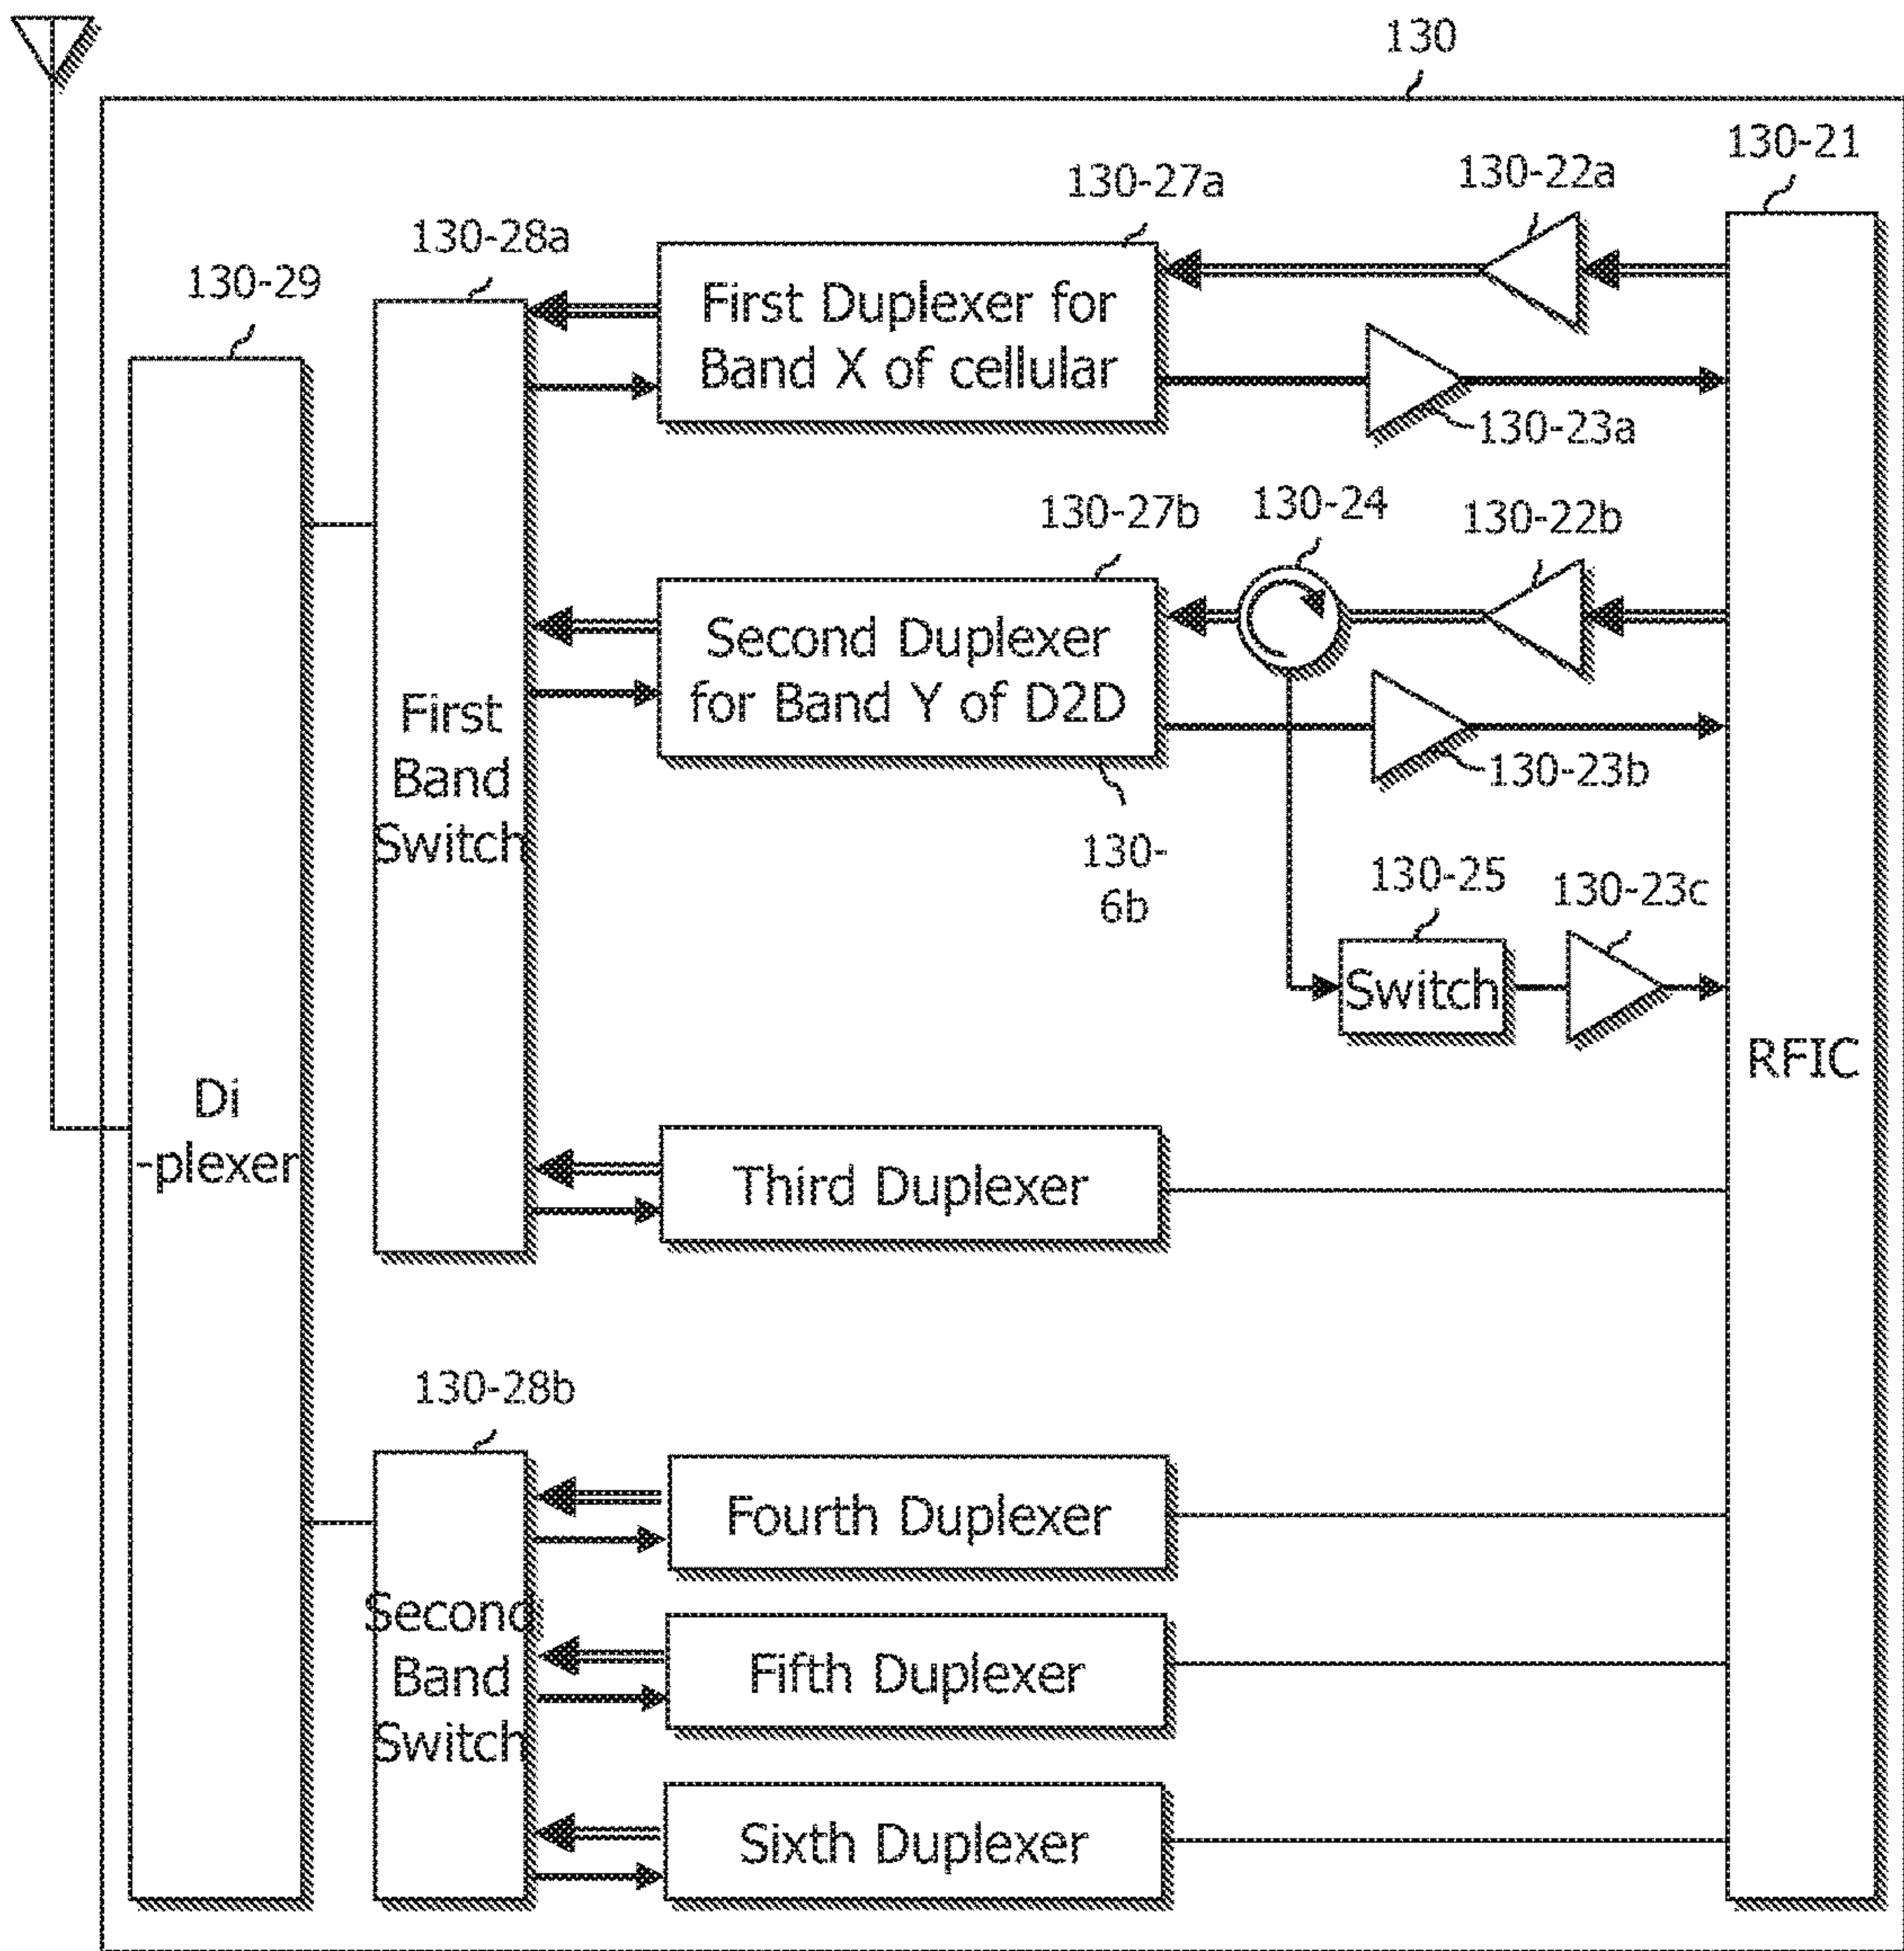 130
130-21
130-22a
130-27a
130-28a
130-29
First Duplexer for
Band X of cellular
130-23a
130-24
130-22b
130-27b
Second Duplexer
for Band Y of D2D
130-23b
First
Band
Switch
130-
6b
130-25
130-23c
Switch
RFIC
Di
-plexer
Third Duplexer
130-28b
Fourth Duplexer
Second
Band
Switch
Fifth Duplexer
Sixth Duplexer